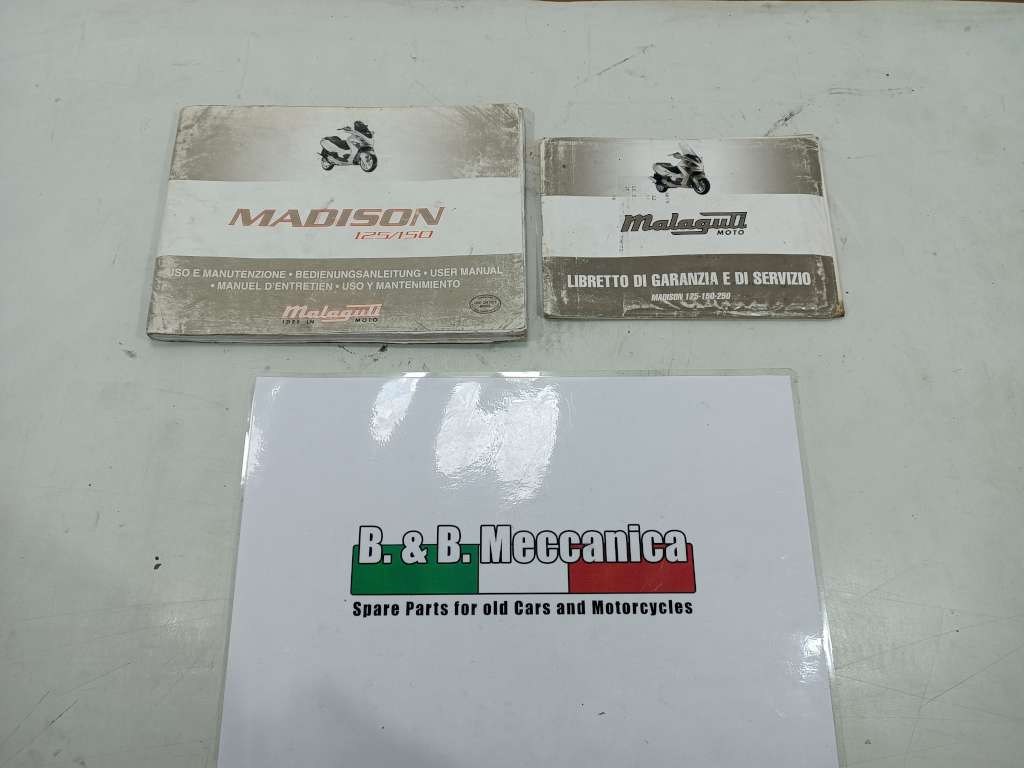 MADISON
125/150
USO E MANUTENZIONE • BEDIENUNGSANLEITUNG • USER MANUAL
• MANUEL D'ENTRETIEN • USO Y MANTENIMIENTO
Malaguti
MOTO
Malaguti
MOTO
LIBRETTO DI GARANZIA E DI SERVIZIO
MADISON 125-150-250
B. & B. Meccanica
Spare Parts for old Cars and Motorcycles